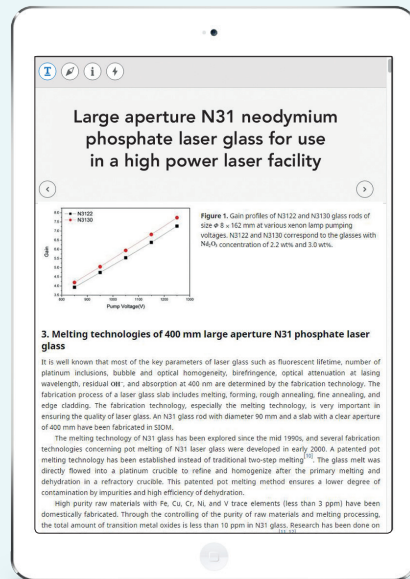 Large aperture N31 neodymium
phosphate laser glass for use
in a high power laser facility
N3122
N3130
Gain
Pump Voltage(V)
Figure 1. Gain profiles of N3122 and N3130 glass rods of
size ϕ 8 × 162 mm at various xenon lamp pumping
voltages. N3122 and N3130 correspond to the glasses with
Nd₂O₃ concentration of 2.2 wt% and 3.0 wt%.
3. Melting technologies of 400 mm large aperture N31 phosphate laser
glass
It is well known that most of the key parameters of laser glass such as fluorescent lifetime, number of
platinum inclusions, bubble and optical homogeneity, birefringence, optical attenuation at lasing
wavelength, residual OH⁻, and absorption at 400 nm are determined by the fabrication technology. The
fabrication process of a laser glass slab includes melting, forming, rough annealing, fine annealing, and
edge cladding. The fabrication technology, especially the melting technology, is very important in
ensuring the quality of laser glass. An N31 glass rod with diameter 90 mm and a slab with a clear aperture
of 400 mm have been fabricated in SIOM.
The melting technology of N31 glass has been explored since the mid 1990s, and several fabrication
technologies concerning pot melting of N31 laser glass were developed in early 2000. A patented pot
melting technology has been established instead of traditional two-step melting[10]. The glass melt was
directly flowed into a platinum crucible to refine and homogenize after the primary melting and
dehydration in a refractory crucible. This patented pot melting method ensures a lower degree of
contamination by impurities and high efficiency of dehydration.
High purity raw materials with Fe, Cu, Cr, Ni, and V trace elements (less than 3 ppm) have been
domestically fabricated. Through the controlling of the purity of raw materials and melting processing,
the total amount of transition metal oxides is less than 10 ppm in N31 glass. Research has been done on